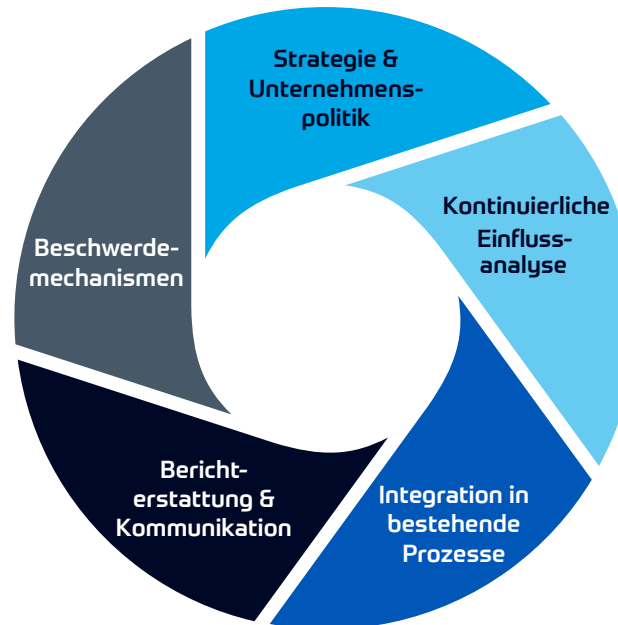 Strategie &
Unternehmens-
politik
Kontinuierliche
Einfluss-
analyse
Integration in
bestehende
Prozesse
Bericht-
erstattung &
Kommunikation
Beschwerde-
mechanismen